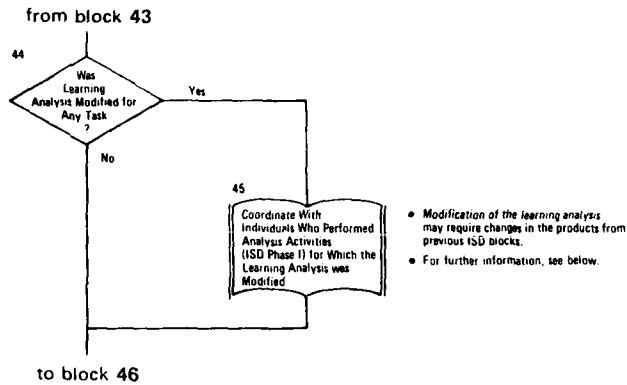 from block 43
44
Was
Learning
Analysis Modified for
Any Task
?
Yes
No
45
Coordinate With
Individuals Who Performed
Analysis Activities
(ISD Phase I) for Which the
Learning Analysis was
Modified
• Modification of the learning analysis
may require changes in the products from
previous ISD blocks.
• For further information, see below.
to block 46